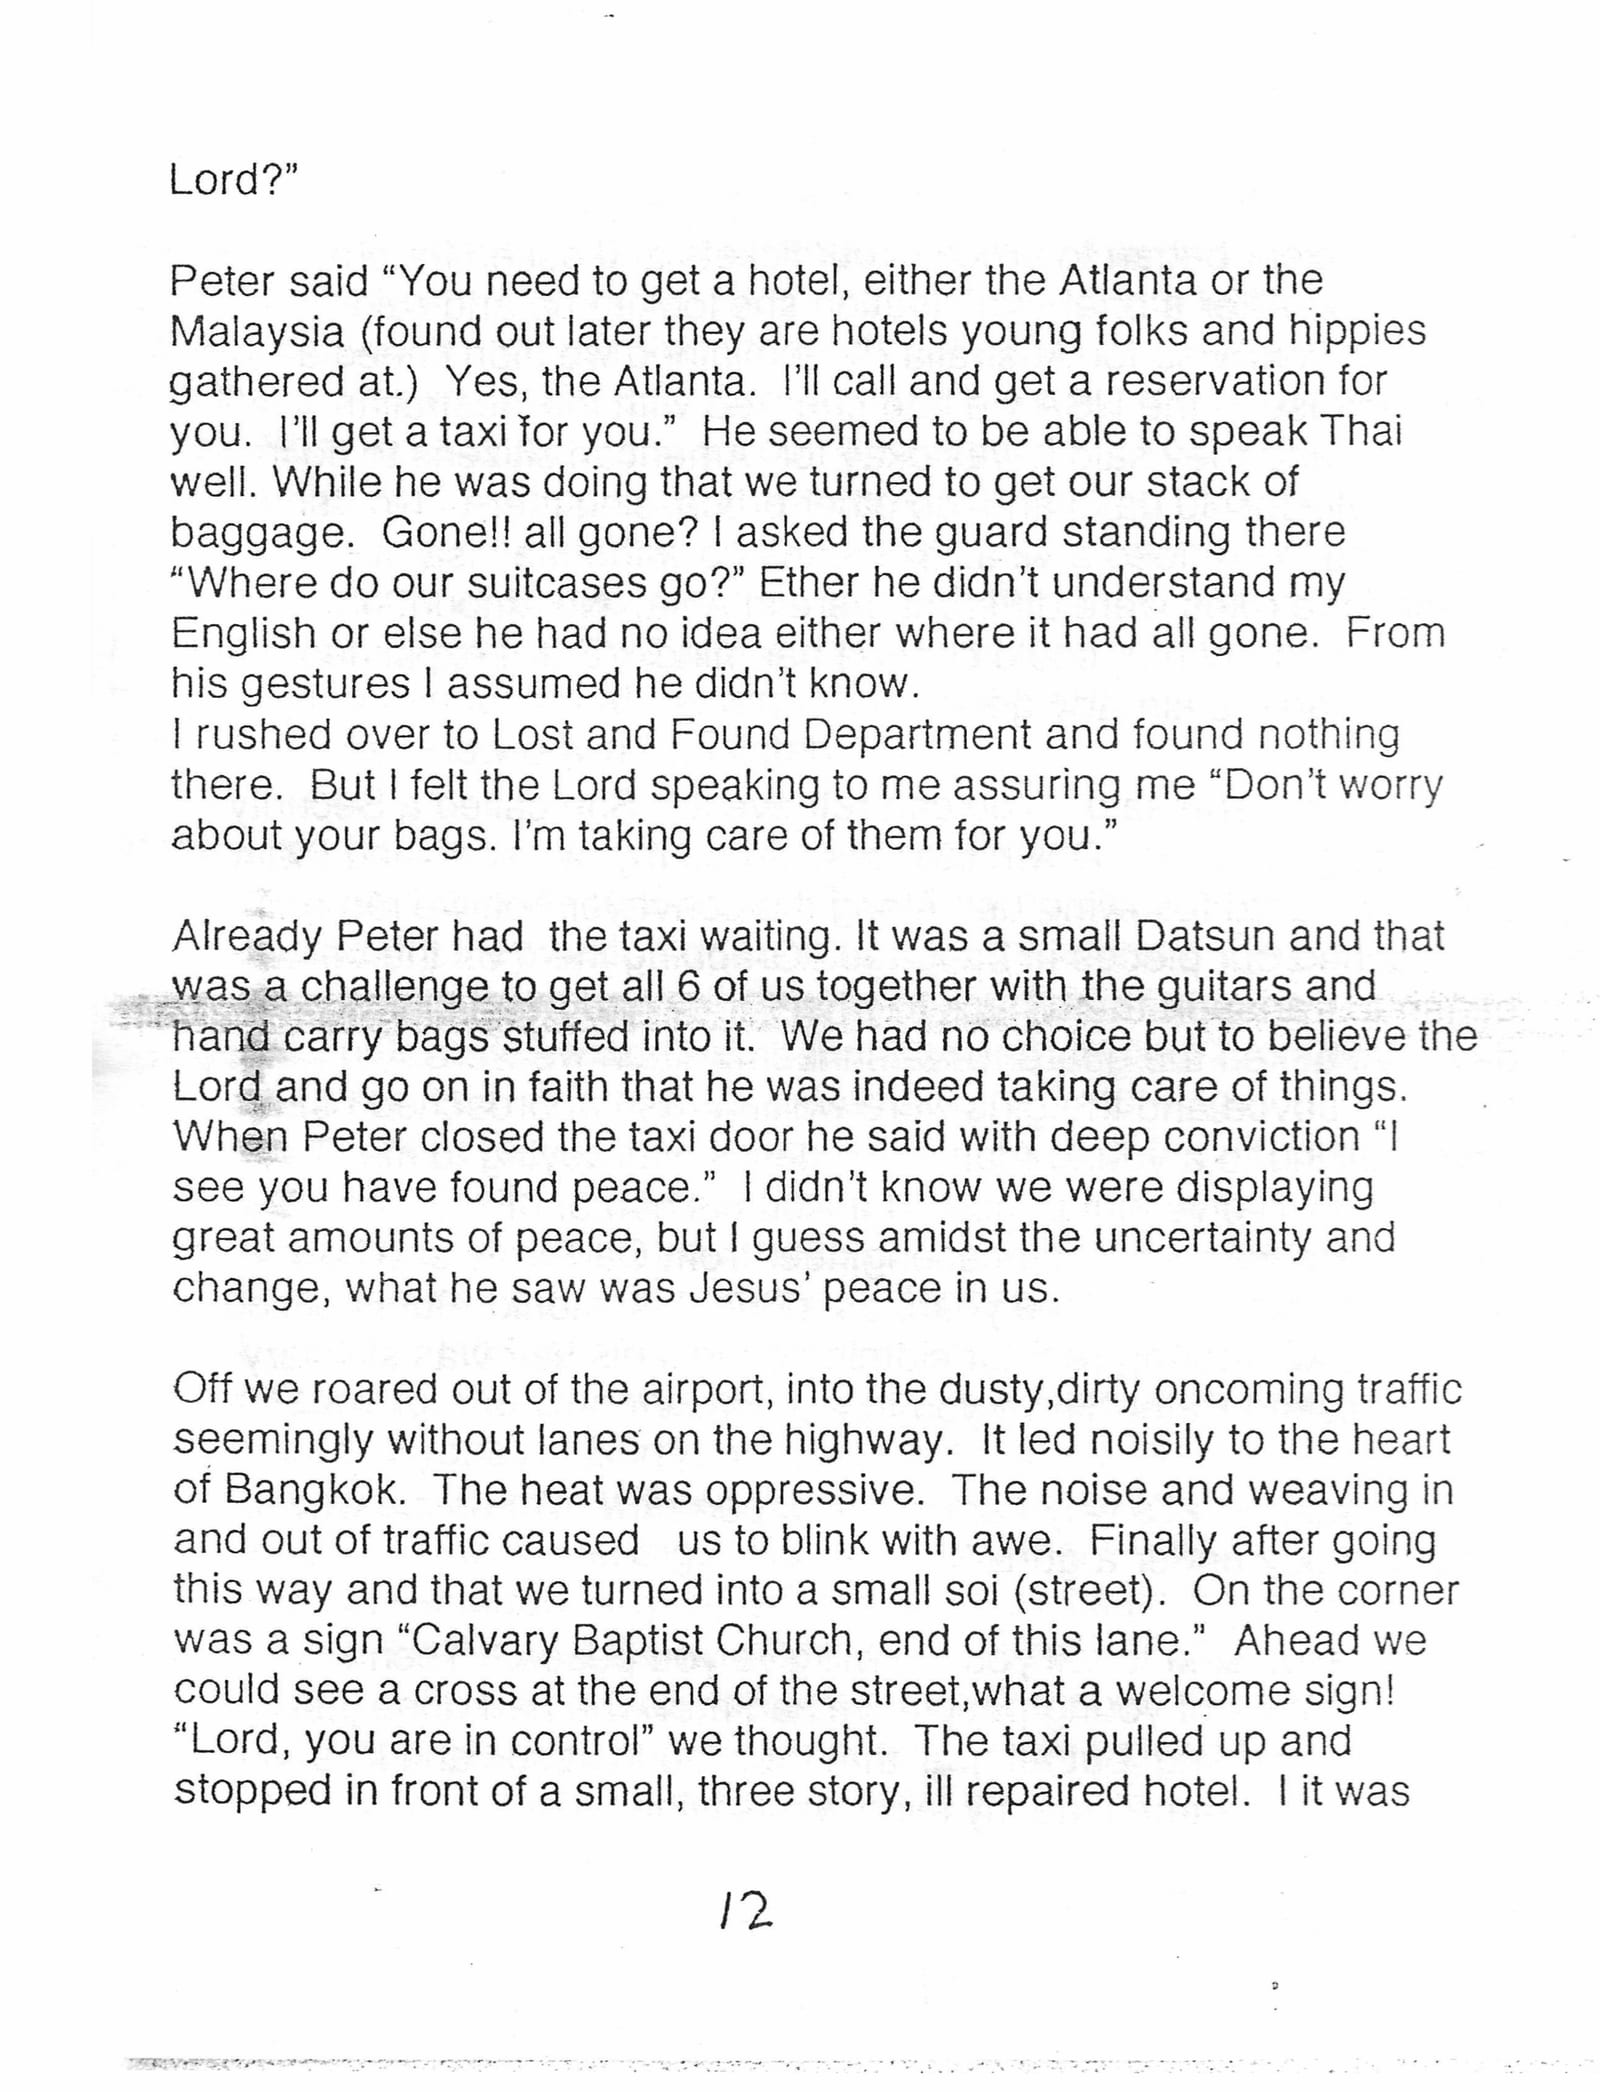 Lord?”
Peter said “You need to get a hotel, either the Atlanta or the
Malaysia (found out later they are hotels young folks and hippies
gathered at.)  Yes, the Atlanta.  I’ll call and get a reservation for
you.  I’ll get a taxi for you.”  He seemed to be able to speak Thai
well. While he was doing that we turned to get our stack of
baggage.  Gone!! all gone? I asked the guard standing there
“Where do our suitcases go?” Ether he didn’t understand my
English or else he had no idea either where it had all gone.  From
his gestures I assumed he didn’t know.
I rushed over to Lost and Found Department and found nothing
there.  But I felt the Lord speaking to me assuring me “Don’t worry
about your bags. I’m taking care of them for you.”
Already Peter had  the taxi waiting. It was a small Datsun and that
was a challenge to get all 6 of us together with the guitars and
hand carry bags stuffed into it.  We had no choice but to believe the
Lord and go on in faith that he was indeed taking care of things.
When Peter closed the taxi door he said with deep conviction “I
see you have found peace.”  I didn’t know we were displaying
great amounts of peace, but I guess amidst the uncertainty and
change, what he saw was Jesus’ peace in us.
Off we roared out of the airport, into the dusty,dirty oncoming traffic
seemingly without lanes on the highway.  It led noisily to the heart
of Bangkok.  The heat was oppressive.  The noise and weaving in
and out of traffic caused   us to blink with awe.  Finally after going
this way and that we turned into a small soi (street).  On the corner
was a sign “Calvary Baptist Church, end of this lane.”  Ahead we
could see a cross at the end of the street,what a welcome sign!
“Lord, you are in control” we thought.  The taxi pulled up and
stopped in front of a small, three story, ill repaired hotel.  I it was
12